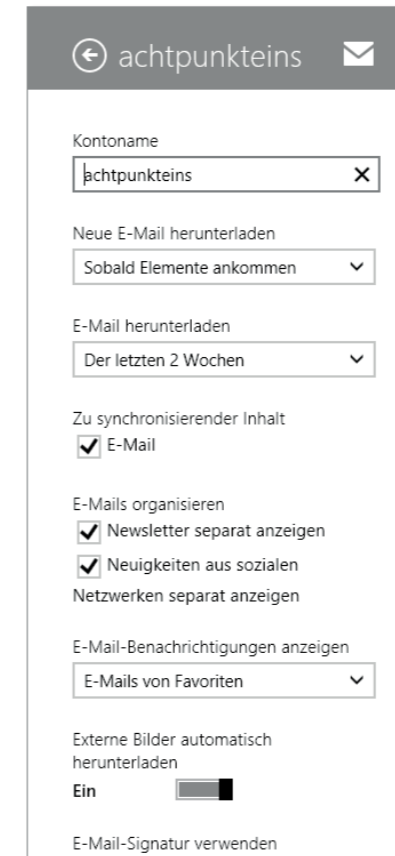 achtpunkteins
Kontoname
achtpunkteins
Neue E-Mail herunterladen
Sobald Elemente ankommen
E-Mail herunterladen
Der letzten 2 Wochen
Zu synchronisierender Inhalt
E-Mail
E-Mails organisieren
Newsletter separat anzeigen
Neuigkeiten aus sozialen
Netzwerken separat anzeigen
E-Mail-Benachrichtigungen anzeigen
E-Mails von Favoriten
Externe Bilder automatisch
herunterladen
Ein
E-Mail-Signatur verwenden